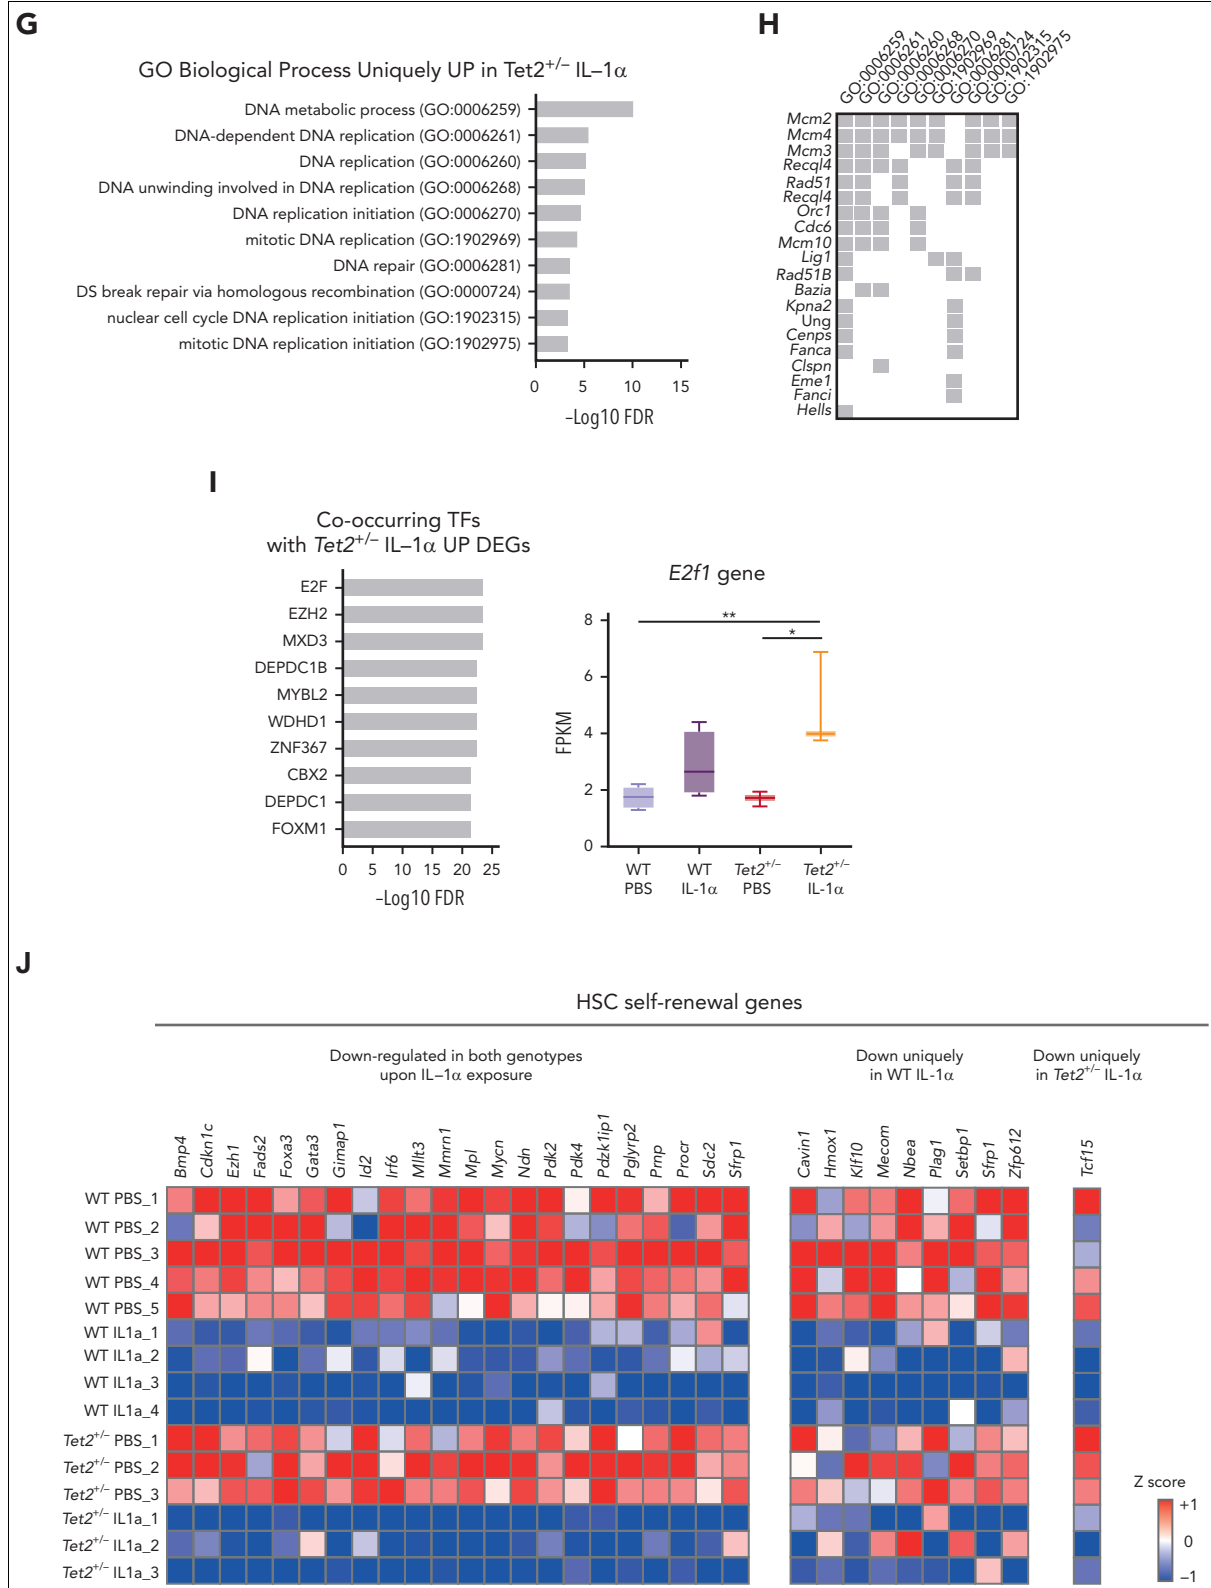 G
GO Biological Process Uniquely UP in Tet2+/– IL–1α
DNA metabolic process (GO:0006259)
DNA-dependent DNA replication (GO:0006261)
DNA replication (GO:0006260)
DNA unwinding involved in DNA replication (GO:0006268)
DNA replication initiation (GO:0006270)
mitotic DNA replication (GO:1902969)
DNA repair (GO:0006281)
DS break repair via homologous recombination (GO:0000724)
nuclear cell cycle DNA replication initiation (GO:1902315)
mitotic DNA replication initiation (GO:1902975)
0 5 10 15
–Log10 FDR
H
GO:0006259
GO:0006261
GO:0006260
GO:0006268
GO:0006270
GO:1902969
GO:0006281
GO:0000724
GO:1902315
GO:1902975
Mcm2
Mcm4
Mcm3
Recql4
Rad51
Recql4
Orc1
Cdc6
Mcm10
Lig1
Rad51B
Bazia
Kpna2
Ung
Cenps
Fanca
Clspn
Eme1
Fanci
Hells
I
Co-occurring TFs
with Tet2+/– IL–1α UP DEGs
E2F
EZH2
MXD3
DEPDC1B
MYBL2
WDHD1
ZNF367
CBX2
DEPDC1
FOXM1
0 5 10 15 20 25
–Log10 FDR
E2f1 gene
**
*
8
6
4
2
0
FPKM
WT PBS
WT IL-1α
Tet2+/– PBS
Tet2+/– IL-1α
J
HSC self-renewal genes
Down-regulated in both genotypes
upon IL–1α exposure
Down uniquely
in WT IL-1α
Down uniquely
in Tet2+/– IL-1α
Bmp4
Cdkn1c
Ezh1
Fads2
Foxa3
Gata3
Gimap1
Id2
Irf6
Mllt3
Mmrn1
Mpl
Mycn
Ndn
Pdk2
Pdk4
Pdzk1ip1
Pglyrp2
Prnp
Procr
Sdc2
Sfrp1
Cavin1
Hmox1
Klf10
Mecom
Nbea
Plag1
Setbp1
Sfrp1
Zfp612
Tcf15
WT PBS_1
WT PBS_2
WT PBS_3
WT PBS_4
WT PBS_5
WT IL1a_1
WT IL1a_2
WT IL1a_3
WT IL1a_4
Tet2+/– PBS_1
Tet2+/– PBS_2
Tet2+/– PBS_3
Tet2+/– IL1a_1
Tet2+/– IL1a_2
Tet2+/– IL1a_3
Z score
+1
0
–1